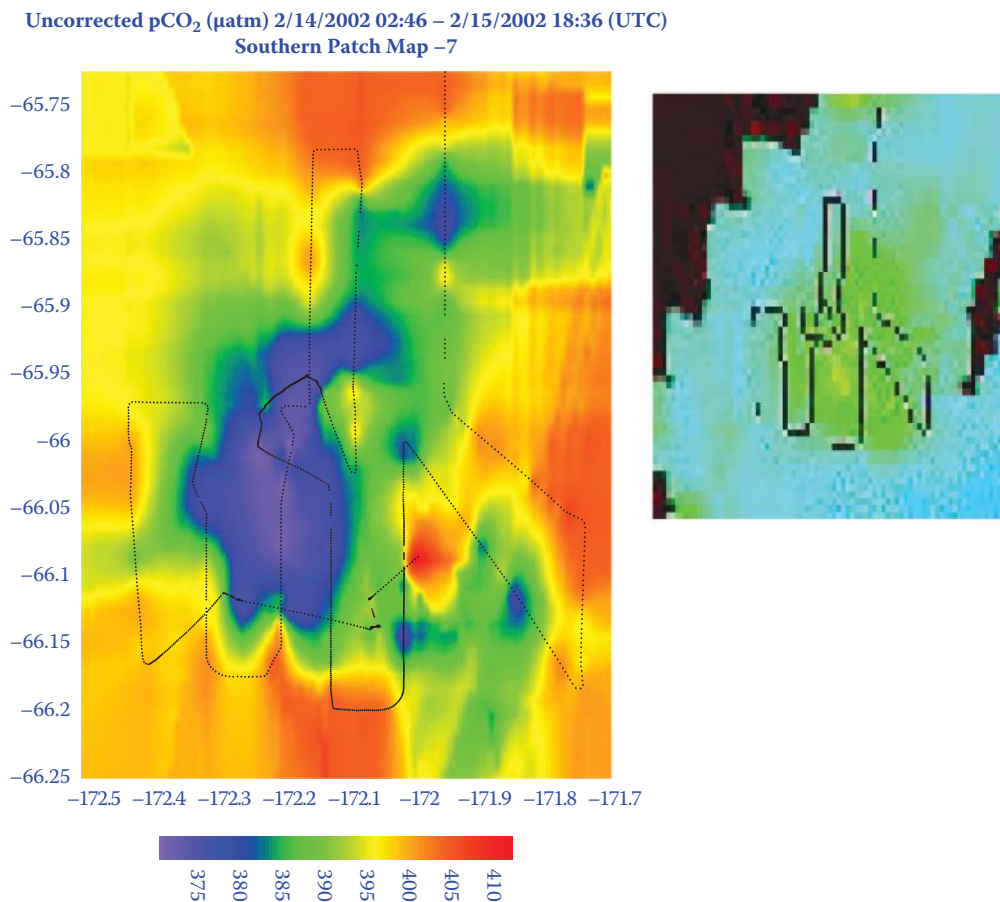 Uncorrected pCO₂ (µatm) 2/14/2002 02:46 – 2/15/2002 18:36 (UTC)
Southern Patch Map –7
–65.75
–65.8
–65.85
–65.9
–65.95
–66
–66.05
–66.1
–66.15
–66.2
–66.25
–172.5 –172.4 –172.3 –172.2 –172.1 –172 –171.9 –171.8 –171.7
375 380 385 390 395 400 405 410